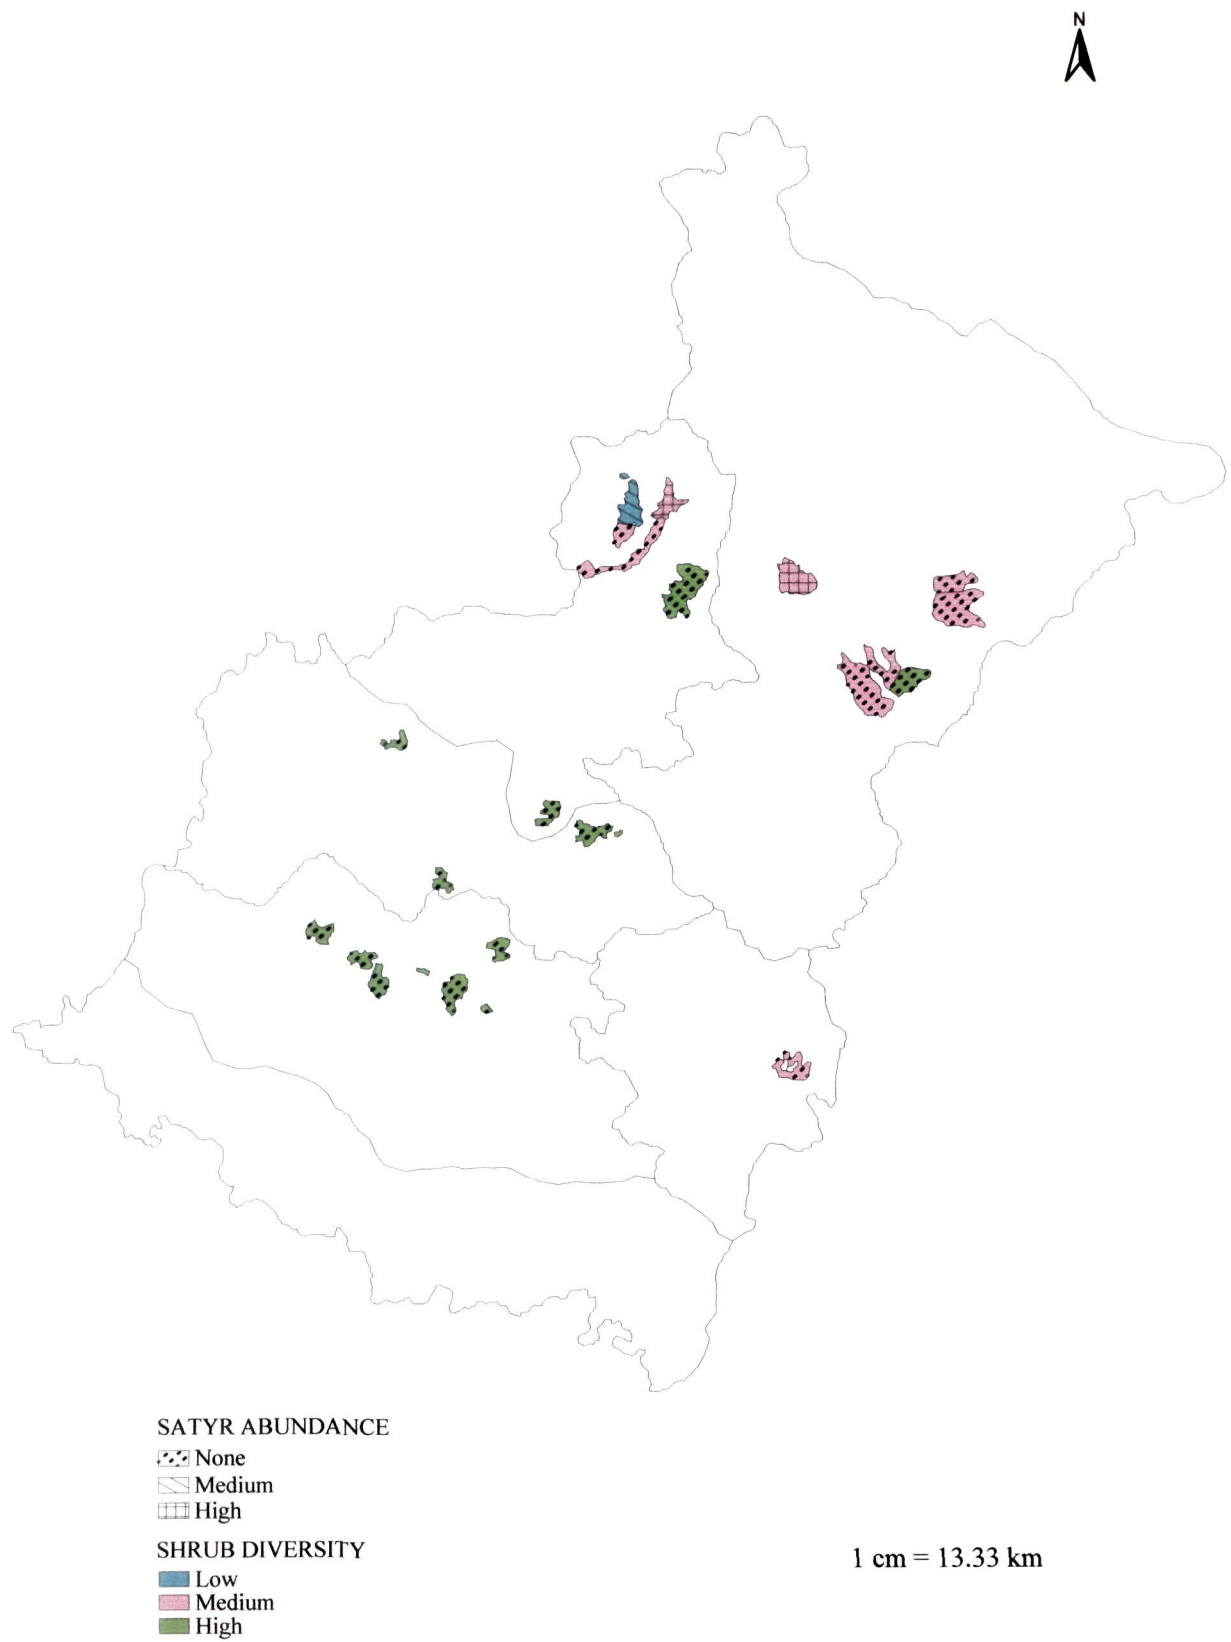 N
SATYR ABUNDANCE
None
Medium
High
SHRUB DIVERSITY
Low
Medium
High
1 cm = 13.33 km